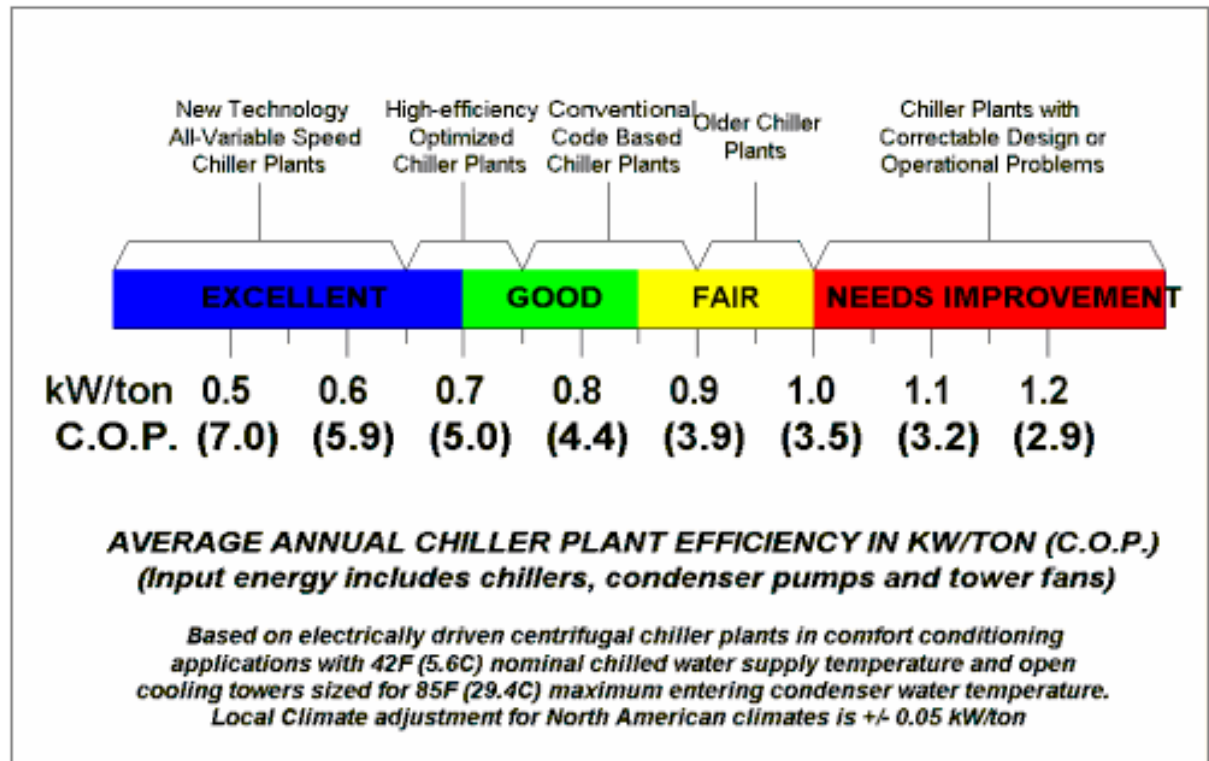 New Technology
All-Variable Speed
Chiller Plants
High-efficiency
Optimized
Chiller Plants
Conventional
Code Based
Chiller Plants
Older Chiller
Plants
Chiller Plants with
Correctable Design or
Operational Problems
EXCELLENT GOOD FAIR NEEDS IMPROVEMENT
kW/ton 0.5 0.6 0.7 0.8 0.9 1.0 1.1 1.2
C.O.P. (7.0) (5.9) (5.0) (4.4) (3.9) (3.5) (3.2) (2.9)
AVERAGE ANNUAL CHILLER PLANT EFFICIENCY IN KW/TON (C.O.P.)
(Input energy includes chillers, condenser pumps and tower fans)
Based on electrically driven centrifugal chiller plants in comfort conditioning
applications with 42F (5.6C) nominal chilled water supply temperature and open
cooling towers sized for 85F (29.4C) maximum entering condenser water temperature.
Local Climate adjustment for North American climates is +/- 0.05 kW/ton